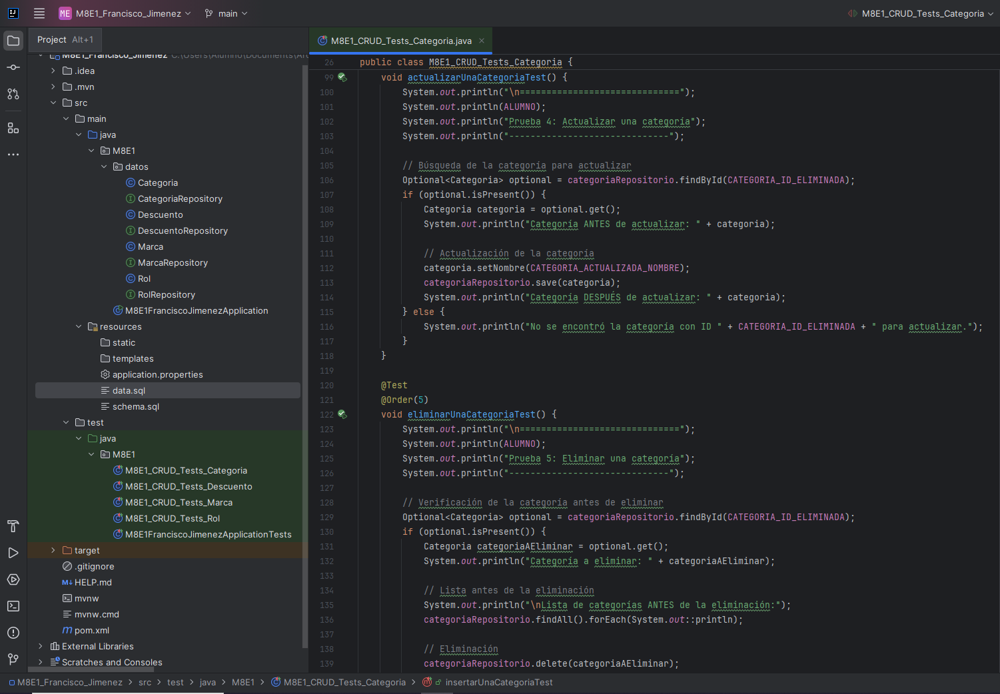 ME M8E1_Francisco_Jimenez main M8E1_CRUD_Tests_Categoria
Project Alt+1
M8E1_Francisco_Jimenez
.idea
.mvn
src
main
java
M8E1
datos
Categoria
CategoriaRepository
Descuento
DescuentoRepository
Marca
MarcaRepository
Rol
RolRepository
M8E1FranciscoJimenezApplication
resources
static
templates
application.properties
data.sql
schema.sql
test
java
M8E1
M8E1_CRUD_Tests_Categoria
M8E1_CRUD_Tests_Descuento
M8E1_CRUD_Tests_Marca
M8E1_CRUD_Tests_Rol
M8E1FranciscoJimenezApplicationTests
target
.gitignore
HELP.md
mvnw
mvnw.cmd
pom.xml
External Libraries
Scratches and Consoles
M8E1_CRUD_Tests_Categoria.java
26 public class M8E1_CRUD_Tests_Categoria {
99 void actualizarUnaCategoriaTest() {
100 System.out.println("\n==============================");
101 System.out.println(ALUMNO);
102 System.out.println("Prueba 4: Actualizar una categoría");
103 System.out.println("------------------------------");
104
105 // Búsqueda de la categoría para actualizar
106 Optional<Categoria> optional = categoriaRepositorio.findById(CATEGORIA_ID_ELIMINADA);
107 if (optional.isPresent()) {
108 Categoria categoria = optional.get();
109 System.out.println("Categoría ANTES de actualizar: " + categoria);
110
111 // Actualización de la categoría
112 categoria.setNombre(CATEGORIA_ACTUALIZADA_NOMBRE);
113 categoriaRepositorio.save(categoria);
114 System.out.println("Categoría DESPUÉS de actualizar: " + categoria);
115 } else {
116 System.out.println("No se encontró la categoría con ID " + CATEGORIA_ID_ELIMINADA + " para actualizar.");
117 }
118 }
119
120 @Test
121 @Order(5)
122 void eliminarUnaCategoriaTest() {
123 System.out.println("\n==============================");
124 System.out.println(ALUMNO);
125 System.out.println("Prueba 5: Eliminar una categoría");
126 System.out.println("------------------------------");
127
128 // Verificación de la categoría antes de eliminar
129 Optional<Categoria> optional = categoriaRepositorio.findById(CATEGORIA_ID_ELIMINADA);
130 if (optional.isPresent()) {
131 Categoria categoriaAEliminar = optional.get();
132 System.out.println("Categoría a eliminar: " + categoriaAEliminar);
133
134 // Lista antes de la eliminación
135 System.out.println("\nLista de categorías ANTES de la eliminación:");
136 categoriaRepositorio.findAll().forEach(System.out::println);
137
138 // Eliminación
139 categoriaRepositorio.delete(categoriaAEliminar);
M8E1_Francisco_Jimenez > src > test > java > M8E1 > M8E1_CRUD_Tests_Categoria > insertarUnaCategoriaTest